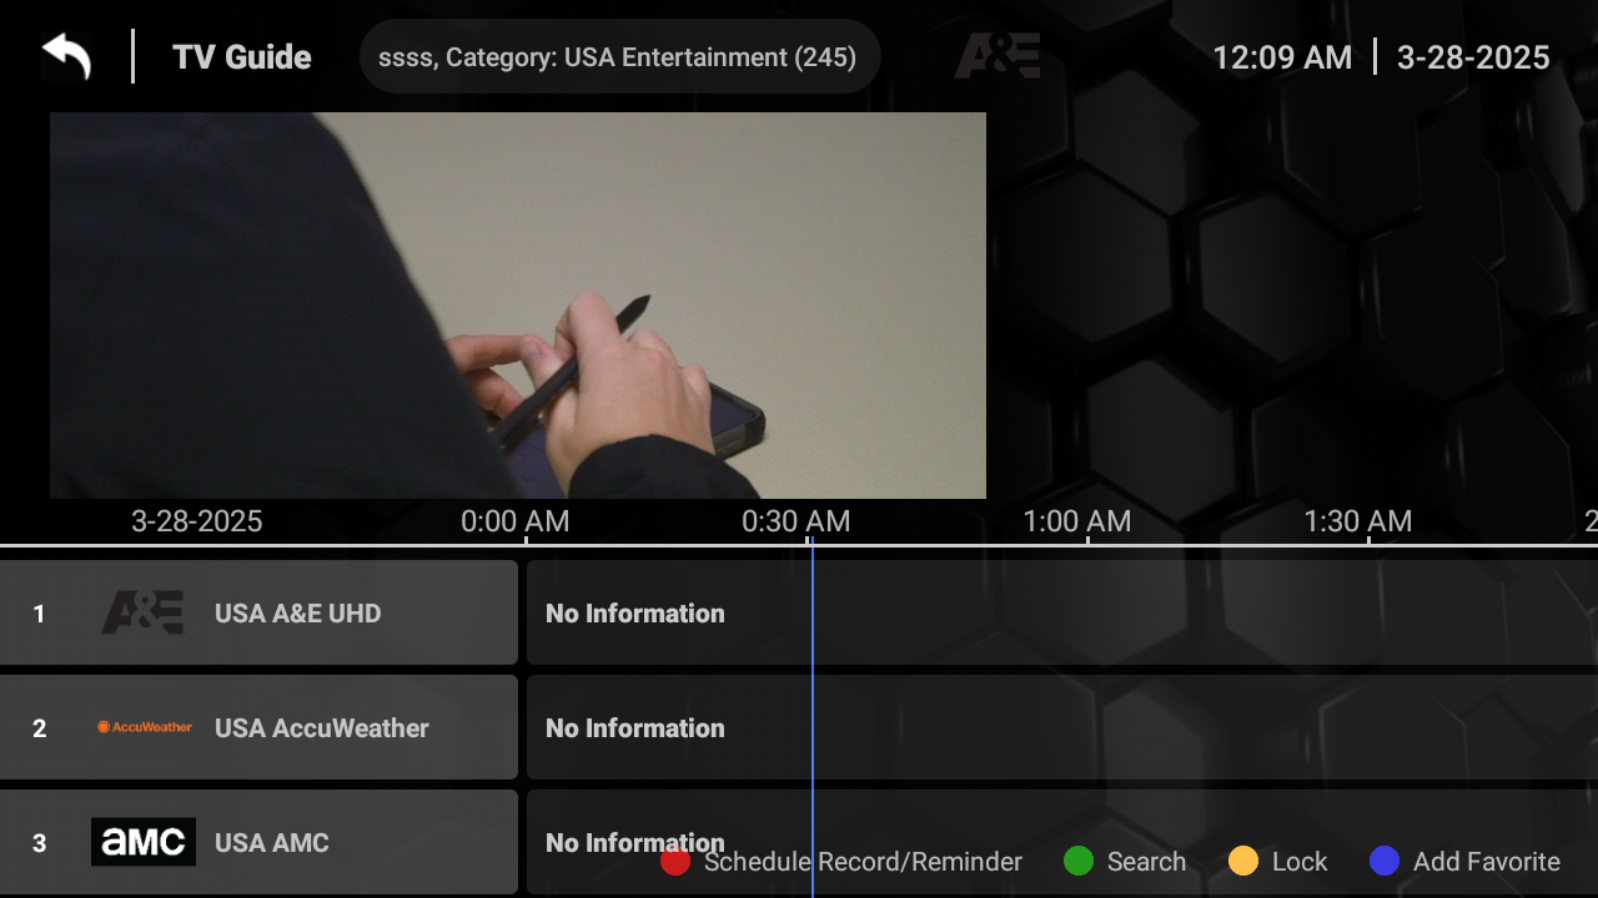 TV Guide
ssss, Category: USA Entertainment (245)
A&E
12:09 AM | 3-28-2025
3-28-2025 0:00 AM 0:30 AM 1:00 AM 1:30 AM 2
1 A&E USA A&E UHD No Information
2 AccuWeather USA AccuWeather No Information
3 aMC USA AMC No Information
Schedule Record/Reminder Search Lock Add Favorite